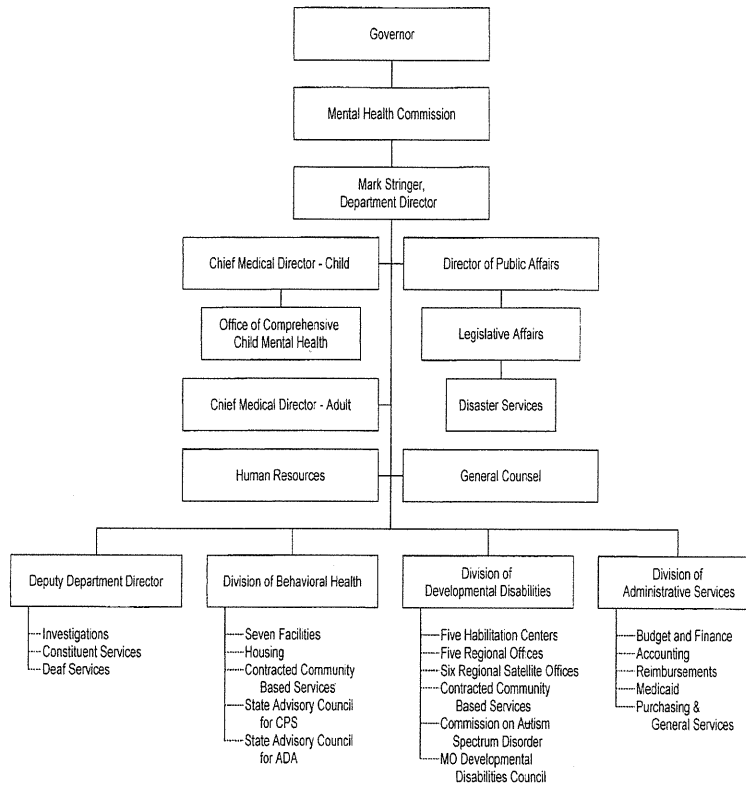 Governor
Mental Health Commission
Mark Stringer,
Department Director
Chief Medical Director - Child
Director of Public Affairs
Office of Comprehensive
Child Mental Health
Legislative Affairs
Chief Medical Director - Adult
Disaster Services
Human Resources
General Counsel
Deputy Department Director
Investigations
Constituent Services
Deaf Services
Division of Behavioral Health
Seven Facilities
Housing
Contracted Community
Based Services
State Advisory Council
for CPS
State Advisory Council
for ADA
Division of
Developmental Disabilities
Five Habilitation Centers
Five Regional Offices
Six Regional Satellite Offices
Contracted Community
Based Services
Commission on Autism
Spectrum Disorder
MO Developmental
Disabilities Council
Division of
Administrative Services
Budget and Finance
Accounting
Reimbursements
Medicaid
Purchasing &
General Services